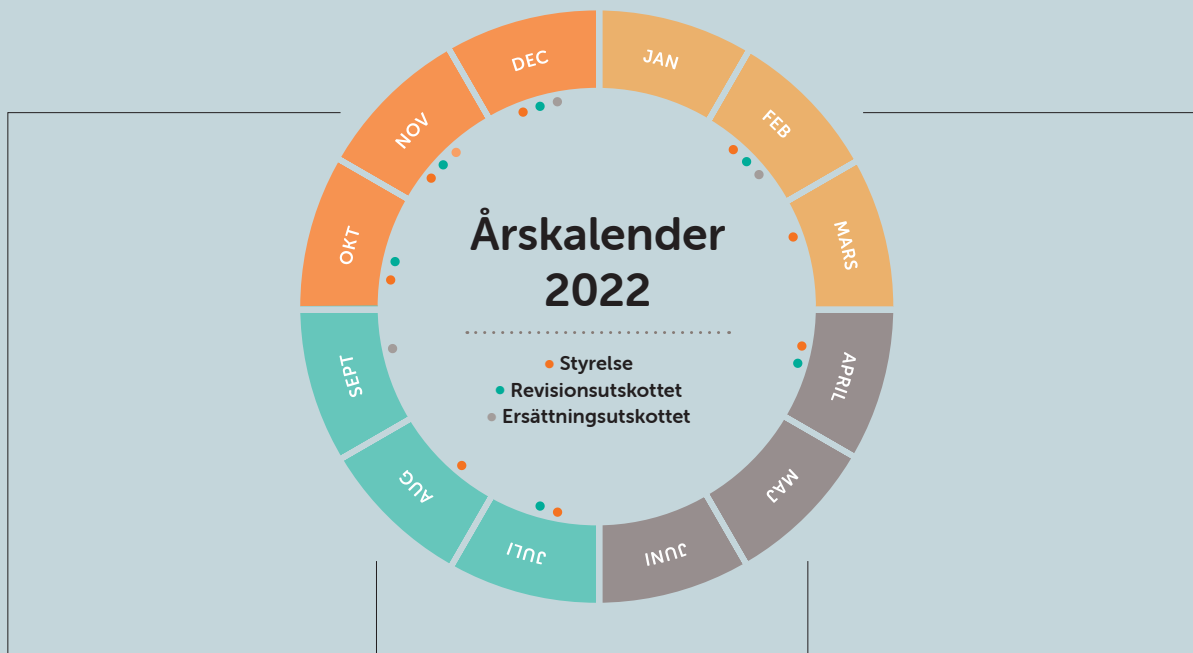 JAN
FEB
MARS
APRIL
MAJ
JUNI
JULI
AUG
SEPT
OKT
NOV
DEC
Årskalender
2022
Styrelse
Revisionsutskottet
Ersättningsutskottet